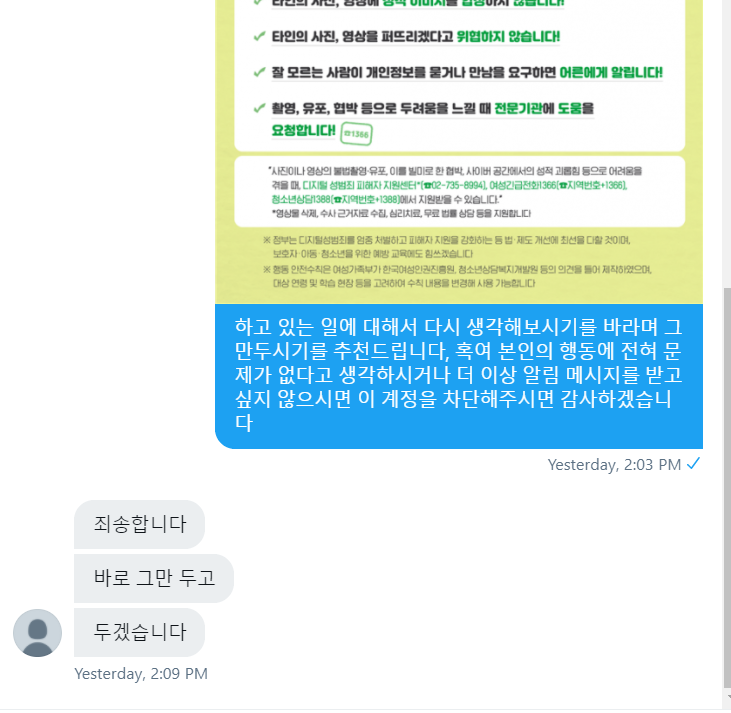 타인의 사진, 영상에 성적 이미지를 합성하지 않습니다!
타인의 사진, 영상을 퍼뜨리겠다고 위협하지 않습니다!
잘 모르는 사람이 개인정보를 묻거나 만남을 요구하면 어른에게 알립니다!
촬영, 유포, 협박 등으로 두려움을 느낄 때 전문기관에 도움을
요청합니다! ☎1366
"사진이나 영상의 불법촬영·유포, 이를 빌미로 한 협박, 사이버 공간에서의 성적 괴롭힘 등으로 어려움을
겪을 때, 디지털 성범죄 피해자 지원센터*(☎02-735-8994), 여성긴급전화1366(☎지역번호+1366),
청소년상담1388(☎지역번호+1388)에서 지원받을 수 있습니다."
*영상물 삭제, 수사 근거자료 수집, 심리치료, 무료 법률 상담 등을 지원합니다
※ 정부는 디지털성범죄를 엄중 처벌하고 피해자 지원을 강화하는 등 법·제도 개선에 최선을 다할 것이며,
보호자·아동·청소년을 위한 예방 교육에도 힘쓰겠습니다
※ 행동 안전수칙은 여성가족부가 한국여성인권진흥원, 청소년상담복지개발원 등의 의견을 들어 제작하였으며,
대상 연령 및 학습 현장 등을 고려하여 수칙 내용을 변경해 사용 가능합니다
하고 있는 일에 대해서 다시 생각해보시기를 바라며 그
만두시기를 추천드립니다, 혹여 본인의 행동에 전혀 문
제가 없다고 생각하시거나 더 이상 알림 메시지를 받고
싶지 않으시면 이 계정을 차단해주시면 감사하겠습니
다
Yesterday, 2:03 PM
죄송합니다
바로 그만 두고
두겠습니다
Yesterday, 2:09 PM